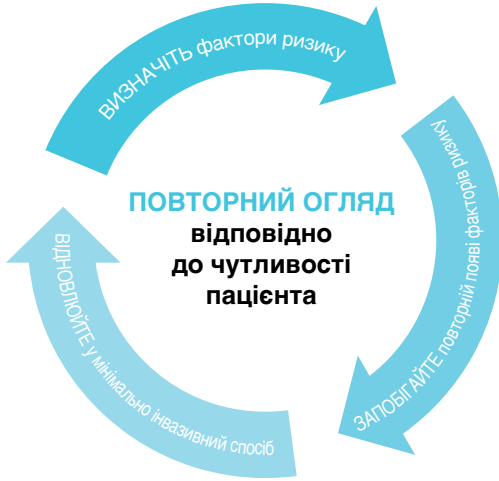 ВИЗНАЧІТЬ фактори ризику
ЗАПОБІГАЙТЕ повторній появі факторів ризику
ВІДНОВЛЮЙТЕ у мінімально інвазивний спосіб
ПОВТОРНИЙ ОГЛЯД
відповідно
до чутливості
пацієнта